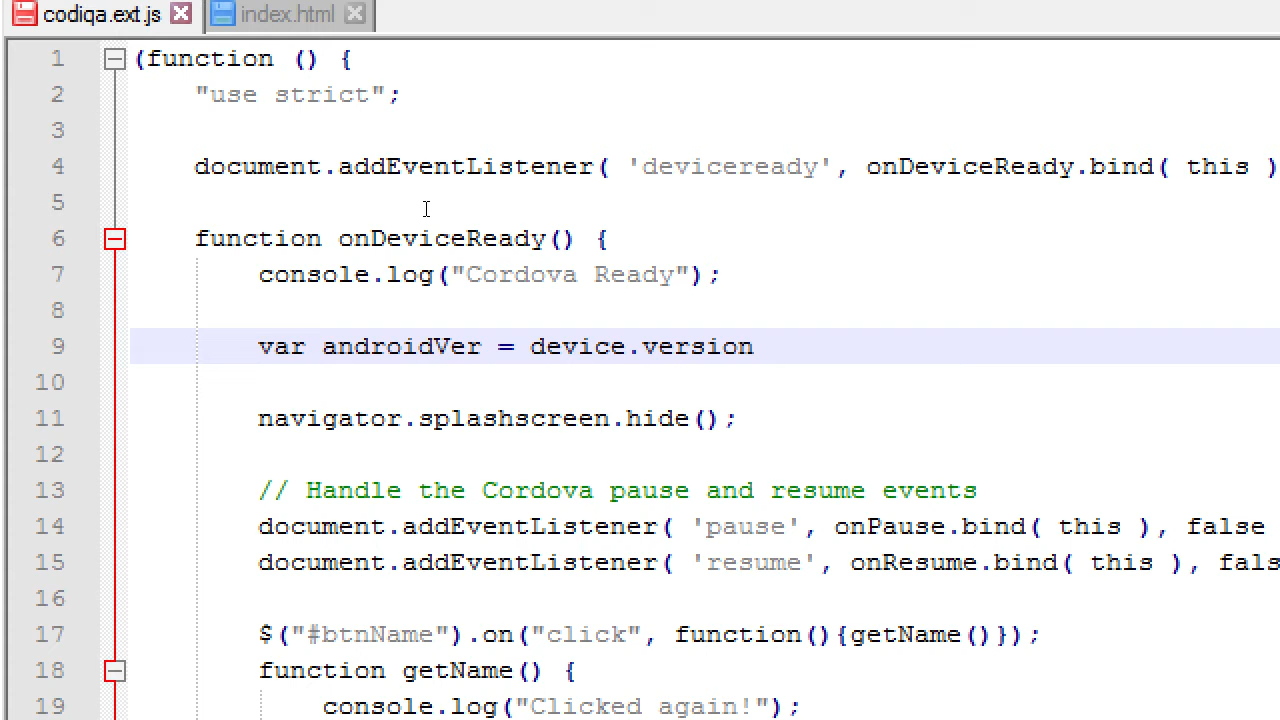 codiqa.ext.js index.html
1 (function () {
2 "use strict";
3
4 document.addEventListener( 'deviceready', onDeviceReady.bind( this )
5
6 function onDeviceReady() {
7 console.log("Cordova Ready");
8
9 var androidVer = device.version
10
11 navigator.splashscreen.hide();
12
13 // Handle the Cordova pause and resume events
14 document.addEventListener( 'pause', onPause.bind( this ), false
15 document.addEventListener( 'resume', onResume.bind( this ), fals
16
17 $("#btnName").on("click", function(){getName()});
18 function getName() {
19 console.log("Clicked again!");